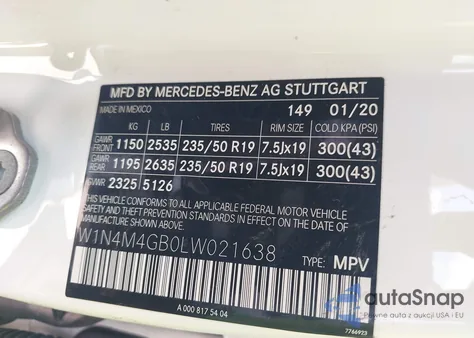 MFD BY MERCEDES-BENZ AG STUTTGART
MADE IN MEXICO 149 01/20
KG LB TIRES RIM SIZE COLD KPA (PSI)
GAWR FRONT 1150 2535 235/50 R19 7.5Jx19 300(43)
GAWR REAR 1195 2635 235/50 R19 7.5Jx19 300(43)
GVWR 2325 5126
THIS VEHICLE CONFORMS TO ALL APPLICABLE FEDERAL MOTOR VEHICLE
SAFETY AND THEFT PREVENTION STANDARDS IN EFFECT ON THE
DATE OF MANUFACTURE SHOWN ABOVE.
W1N4M4GB0LW021638 TYPE: MPV
A 000 817 54 04
7766923
autoSnap
Pewne auto z aukcji USA i EU